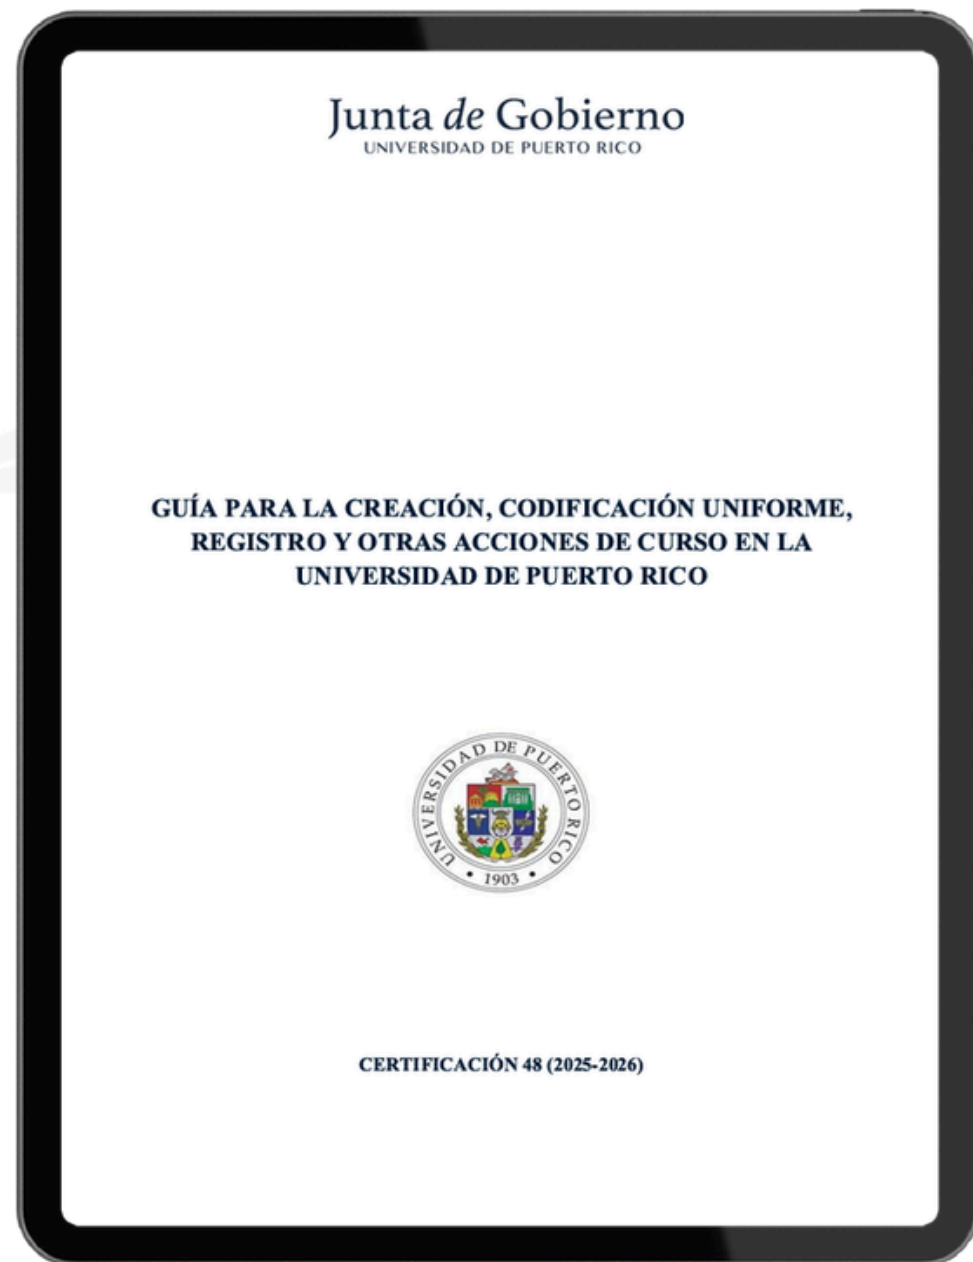 Junta de Gobierno
UNIVERSIDAD DE PUERTO RICO
GUÍA PARA LA CREACIÓN, CODIFICACIÓN UNIFORME,
REGISTRO Y OTRAS ACCIONES DE CURSO EN LA
UNIVERSIDAD DE PUERTO RICO
UNIVERSIDAD DE PUERTO RICO
• 1903 •
CERTIFICACIÓN 48 (2025-2026)